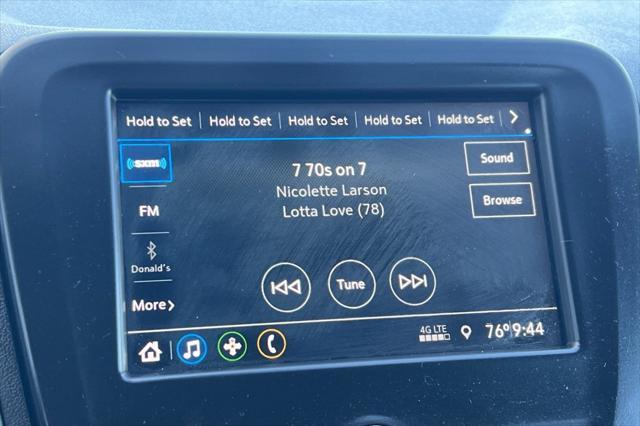 Hold to Set Hold to Set Hold to Set Hold to Set Hold to Set
sxm
7 70s on 7
Sound
Nicolette Larson
FM
Lotta Love (78)
Browse
Donald's
Tune
More
4G LTE
76° 9:44